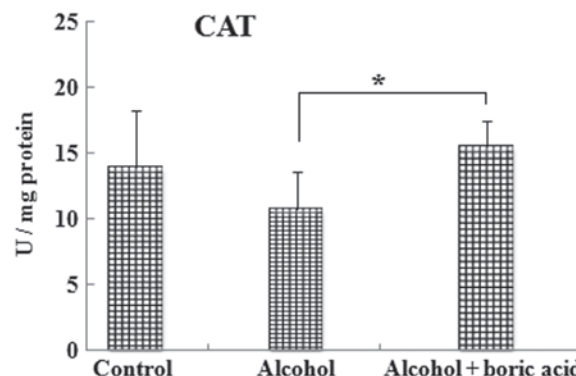 CAT
25
20
15
10
5
0
U / mg protein
*
Control Alcohol Alcohol + boric acid